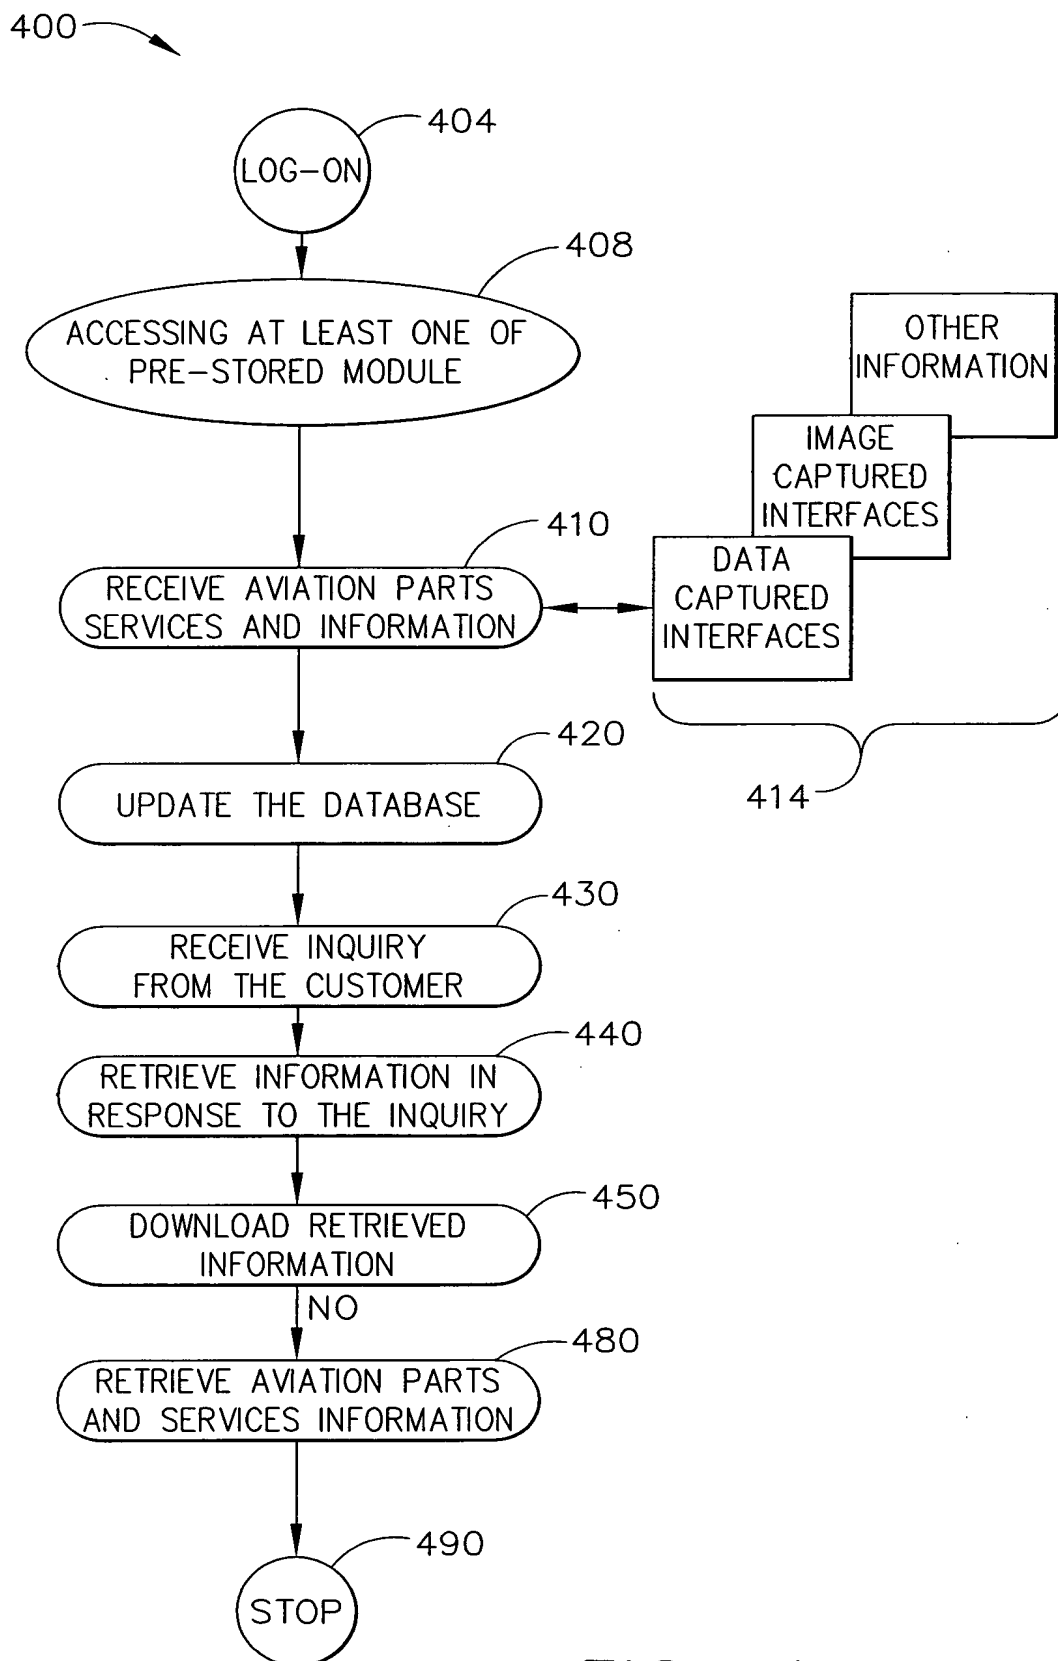 400
404
LOG-ON
408
ACCESSING AT LEAST ONE OF
PRE-STORED MODULE
OTHER
INFORMATION
IMAGE
CAPTURED
INTERFACES
410
RECEIVE AVIATION PARTS
SERVICES AND INFORMATION
DATA
CAPTURED
INTERFACES
414
420
UPDATE THE DATABASE
430
RECEIVE INQUIRY
FROM THE CUSTOMER
440
RETRIEVE INFORMATION IN
RESPONSE TO THE INQUIRY
450
DOWNLOAD RETRIEVED
INFORMATION
NO
480
RETRIEVE AVIATION PARTS
AND SERVICES INFORMATION
490
STOP